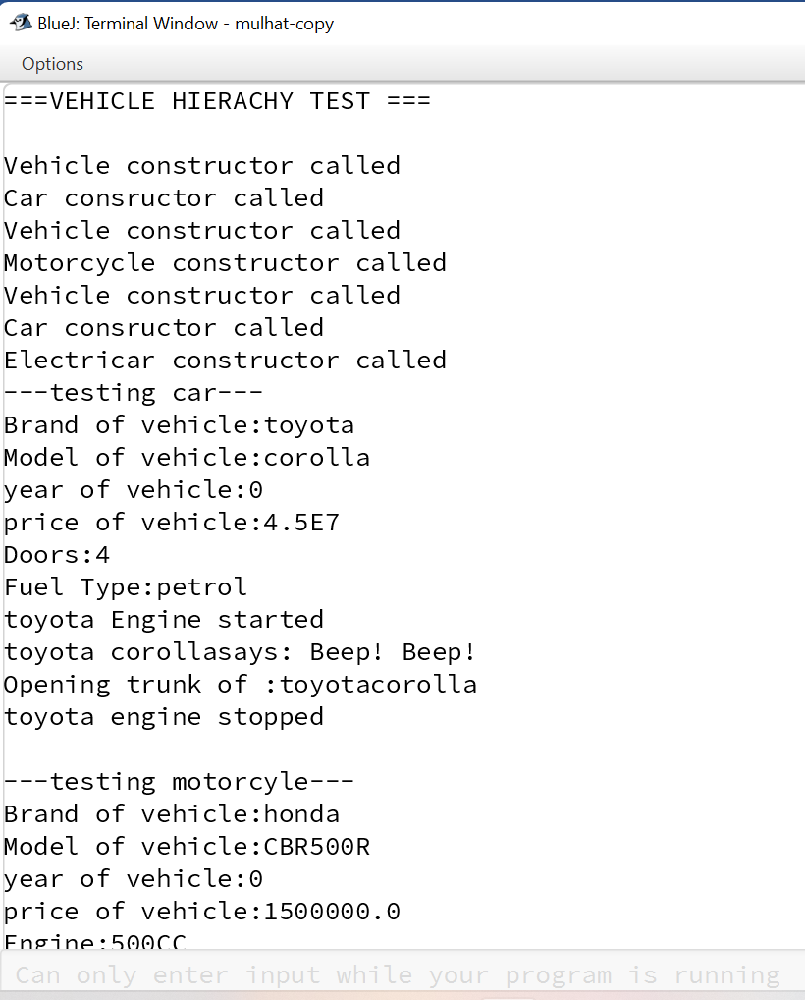 BlueJ: Terminal Window - mulhat-copy
Options
===VEHICLE HIERACHY TEST ===
Vehicle constructor called
Car consructor called
Vehicle constructor called
Motorcycle constructor called
Vehicle constructor called
Car consructor called
Electricar constructor called
---testing car---
Brand of vehicle:toyota
Model of vehicle:corolla
year of vehicle:0
price of vehicle:4.5E7
Doors:4
Fuel Type:petrol
toyota Engine started
toyota corollasays: Beep! Beep!
Opening trunk of :toyotacorolla
toyota engine stopped
---testing motorcyle---
Brand of vehicle:honda
Model of vehicle:CBR500R
year of vehicle:0
price of vehicle:1500000.0
Engine:500CC
Can only enter input while your program is running